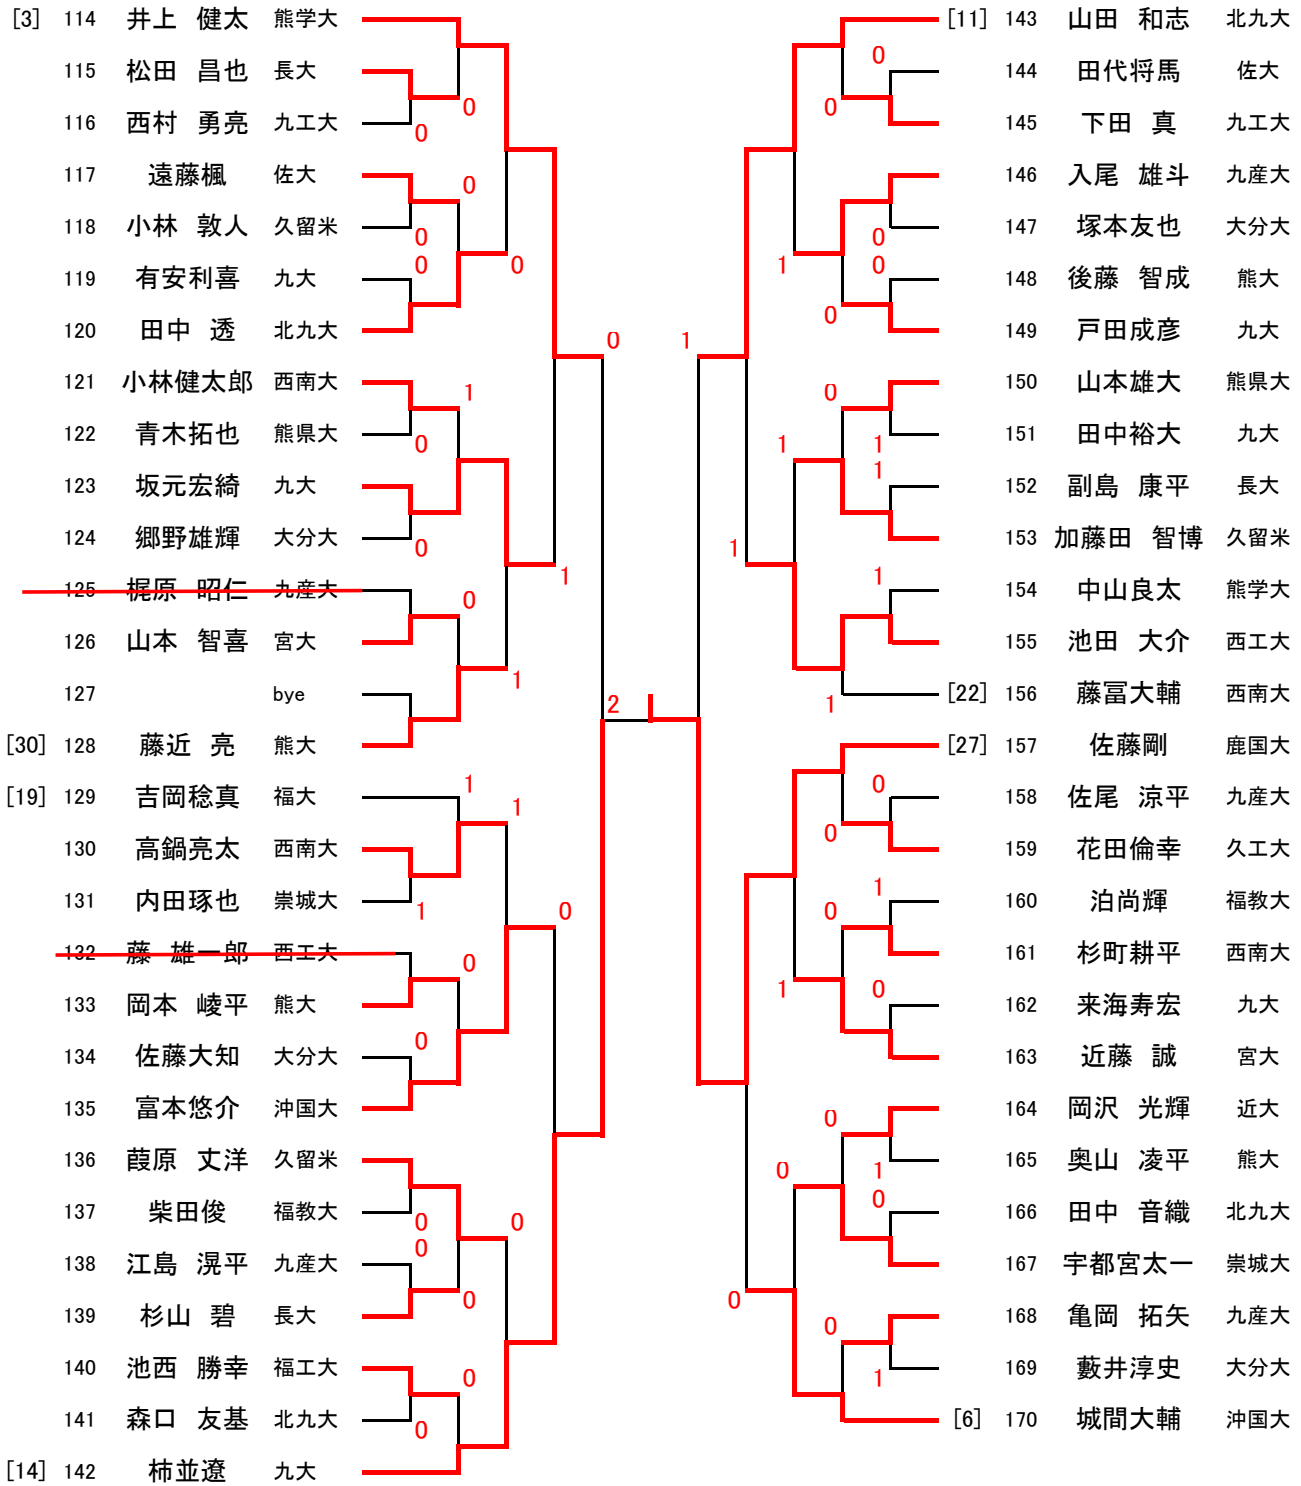 [3] 114 井上 健太 熊学大
115 松田 昌也 長大
116 西村 勇亮 九工大
117 遠藤楓 佐大
118 小林 敦人 久留米
119 有安利喜 九大
120 田中 透 北九大
121 小林健太郎 西南大
122 青木拓也 熊県大
123 坂元宏綺 九大
124 郷野雄輝 大分大
125 梶原 昭仁 九産大
126 山本 智喜 宮大
127 bye
[30] 128 藤近 亮 熊大
[19] 129 吉岡稔真 福大
130 高鍋亮太 西南大
131 内田琢也 崇城大
132 藤 雄一郎 西工大
133 岡本 崚平 熊大
134 佐藤大知 大分大
135 富本悠介 沖国大
136 葭原 丈洋 久留米
137 柴田俊 福教大
138 江島 滉平 九産大
139 杉山 碧 長大
140 池西 勝幸 福工大
141 森口 友基 北九大
[14] 142 柿並遼 九大
0
0
0
0
0
0
1
0
0
0
1
1
1
1
1
0
0
0
0
0
0
0
0
0
0
2
[11] 143 山田 和志 北九大
144 田代将馬 佐大
145 下田 真 九工大
146 入尾 雄斗 九産大
147 塚本友也 大分大
148 後藤 智成 熊大
149 戸田成彦 九大
150 山本雄大 熊県大
151 田中裕大 九大
152 副島 康平 長大
153 加藤田 智博 久留米
154 中山良太 熊学大
155 池田 大介 西工大
[22] 156 藤冨大輔 西南大
[27] 157 佐藤剛 鹿国大
158 佐尾 涼平 九産大
159 花田倫幸 久工大
160 泊尚輝 福教大
161 杉町耕平 西南大
162 来海寿宏 九大
163 近藤 誠 宮大
164 岡沢 光輝 近大
165 奥山 凌平 熊大
166 田中 音織 北九大
167 宇都宮太一 崇城大
168 亀岡 拓矢 九産大
169 藪井淳史 大分大
[6] 170 城間大輔 沖国大
0
0
0
1
0
0
1
0
1
1
1
1
1
1
0
0
1
0
1
0
0
0
1
0
0
0
1